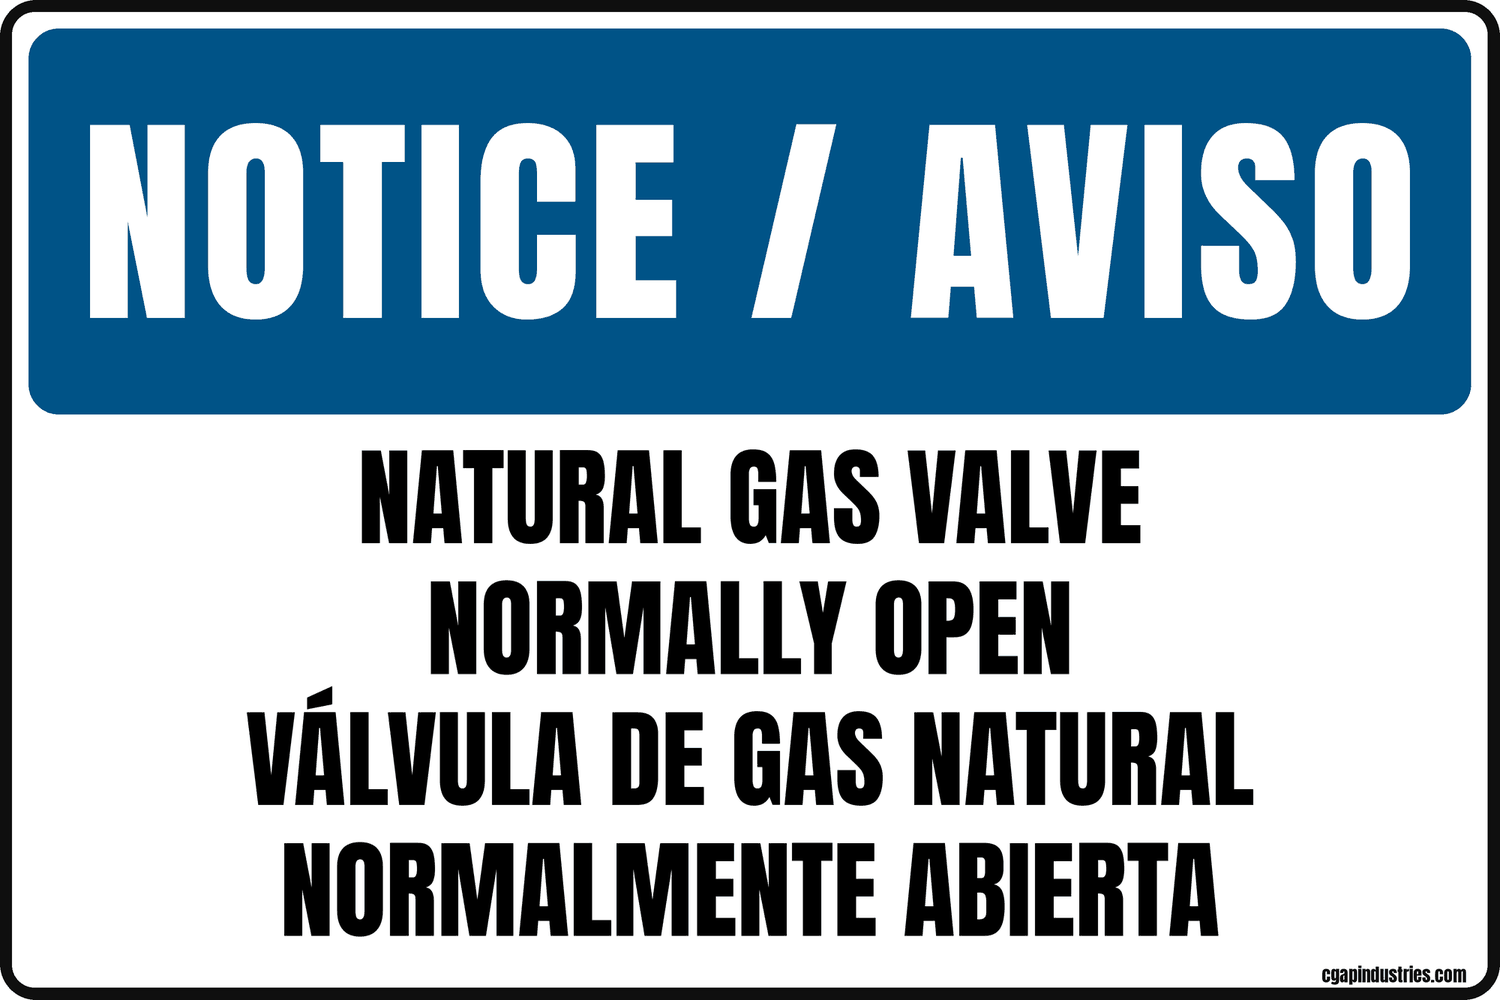 NOTICE / AVISO
NATURAL GAS VALVE
NORMALLY OPEN
VÁLVULA DE GAS NATURAL
NORMALMENTE ABIERTA
cgapindustries.com